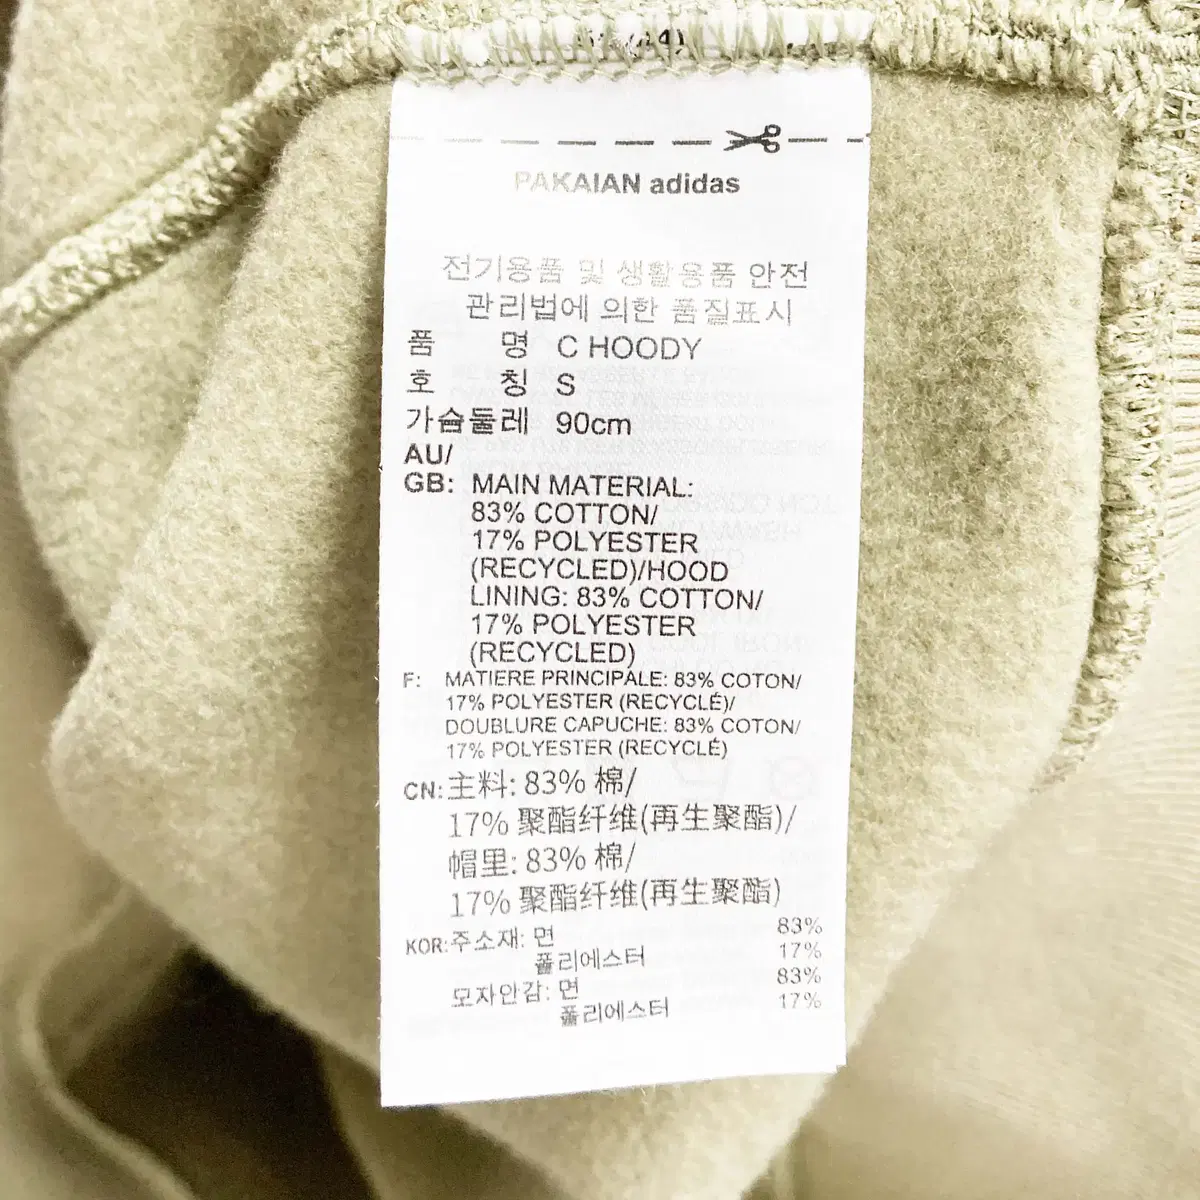 PAKAIAN adidas
전기용품 및 생활용품 안전
관리법에 의한 품질표시
품 명 C HOODY
호 칭 S
가슴둘레 90cm
AU/
GB: MAIN MATERIAL:
83% COTTON/
17% POLYESTER
(RECYCLED)/HOOD
LINING: 83% COTTON/
17% POLYESTER
(RECYCLED)
F: MATIERE PRINCIPALE: 83% COTON/
17% POLYESTER (RECYCLÉ)/
DOUBLURE CAPUCHE: 83% COTON/
17% POLYESTER (RECYCLÉ)
CN: 主料: 83% 棉/
17% 聚酯纤维(再生聚酯)/
帽里: 83% 棉/
17% 聚酯纤维(再生聚酯)
KOR: 주소재: 면 83%
폴리에스터 17%
모자안감: 면 83%
폴리에스터 17%